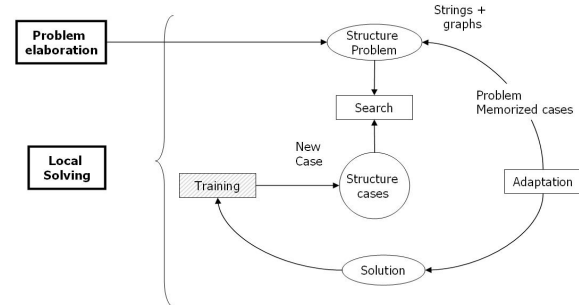 Strings +
graphs
Problem
elaboration
Structure
Problem
Problem
Memorized cases
Search
New
Case
Local
Solving
Training
Structure
cases
Adaptation
Solution